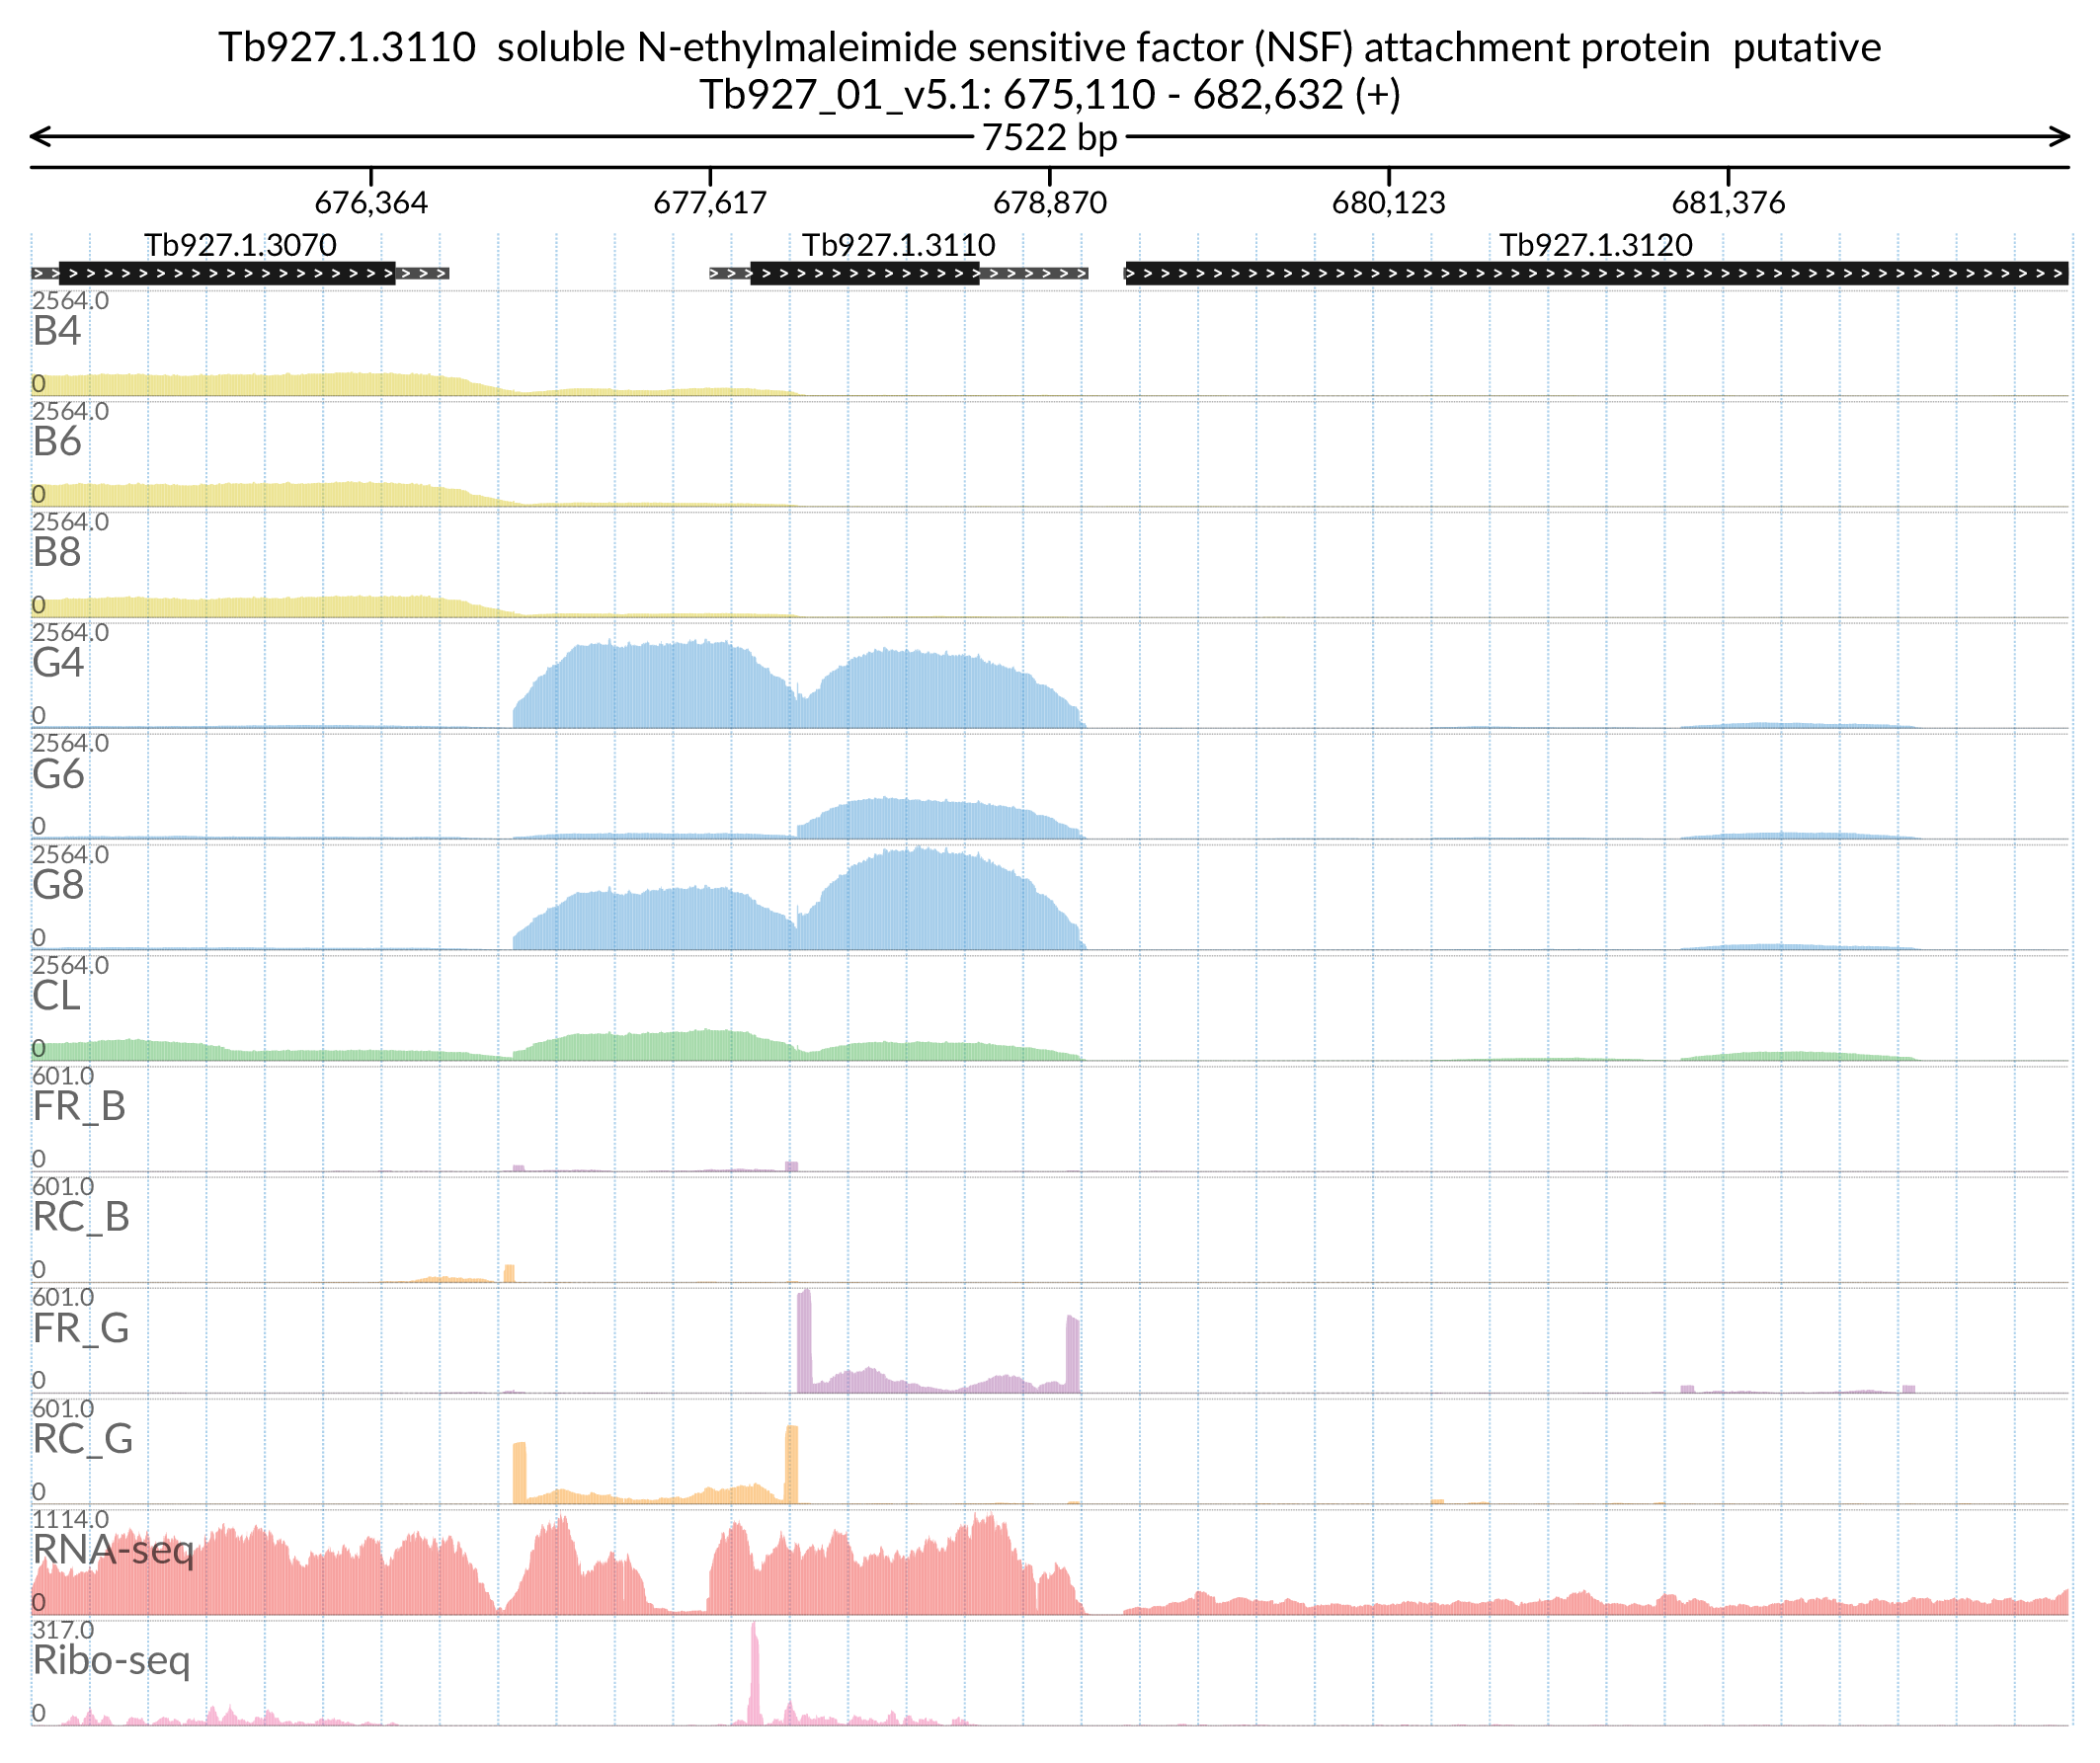 Tb927.1.3110  soluble N-ethylmaleimide sensitive factor (NSF) attachment protein  putative
Tb927_01_v5.1: 675,110 - 682,632 (+)
7522 bp
676,364 677,617 678,870 680,123 681,376
Tb927.1.3070 Tb927.1.3110 Tb927.1.3120
2564.0
B4
0
2564.0
B6
0
2564.0
B8
0
2564.0
G4
0
2564.0
G6
0
2564.0
G8
0
2564.0
CL
0
601.0
FR_B
0
601.0
RC_B
0
601.0
FR_G
0
601.0
RC_G
0
1114.0
RNA-seq
0
317.0
Ribo-seq
0